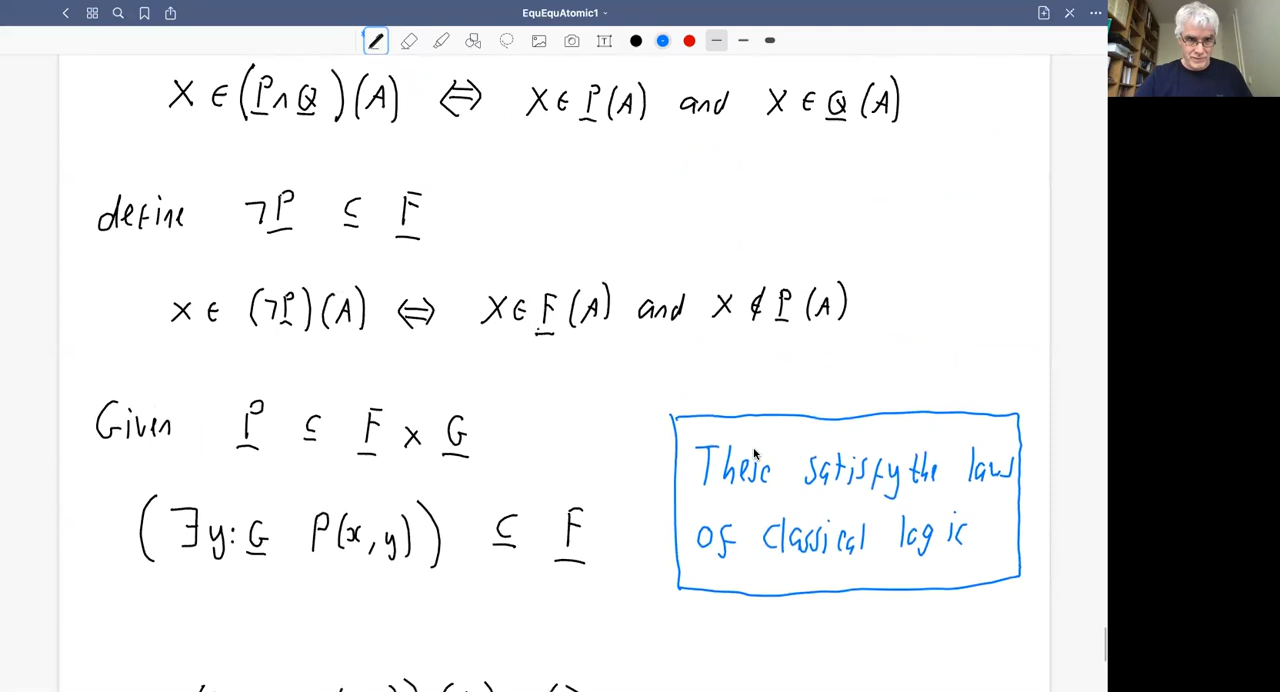 EquEquAtomic1
X ∈ (P ∧ Q)(A) ⇔ X ∈ P(A) and X ∈ Q(A)
define ¬P ⊆ F
X ∈ (¬P)(A) ⇔ X ∈ F(A) and X ∉ P(A)
Given P ⊆ F × G
(∃y:G P(x,y)) ⊆ F
These satisfy the laws
of classical logic